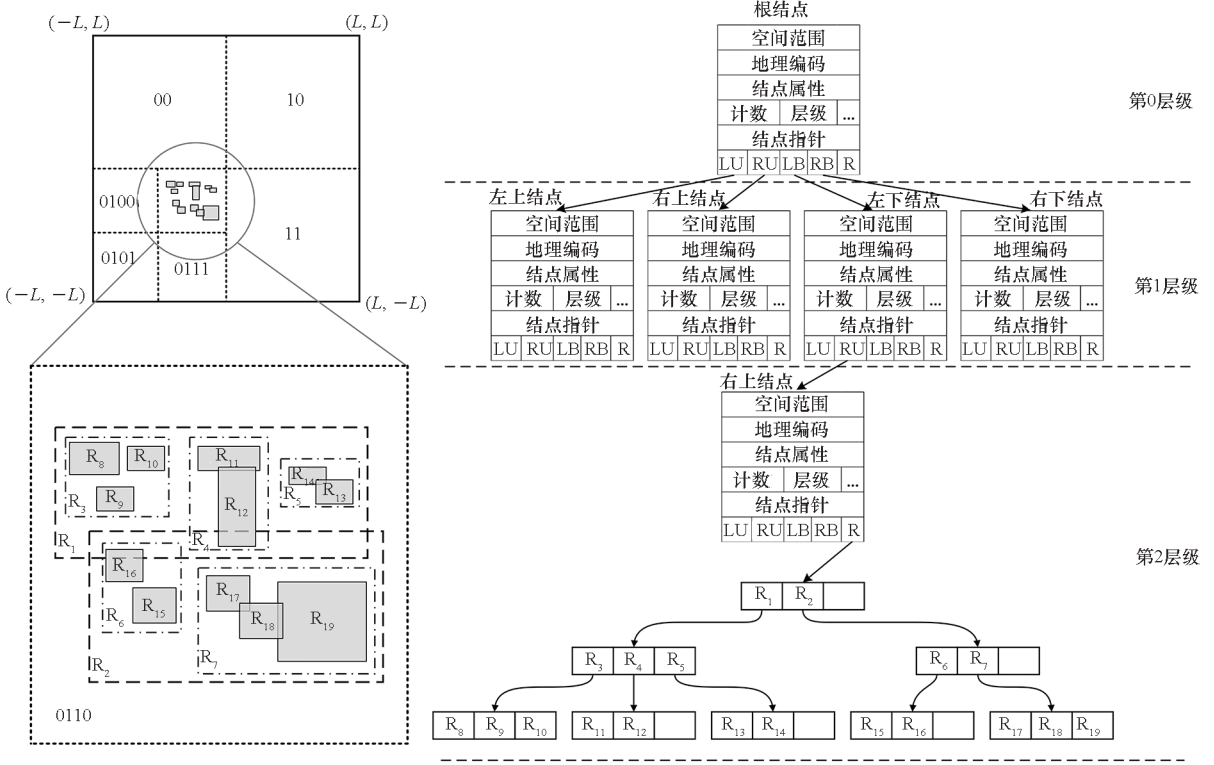 (−L, L)
(L, L)
00
10
0100
0101
0111
11
(−L, −L)
(L, −L)
R8
R10
R9
R3
R11
R12
R4
R14
R13
R5
R1
R16
R15
R6
R17
R18
R19
R7
R2
0110
根结点
空间范围
地理编码
结点属性
计数 层级 ...
结点指针
LU RU LB RB R
第0层级
左上结点
空间范围
地理编码
结点属性
计数 层级 ...
结点指针
LU RU LB RB R
右上结点
空间范围
地理编码
结点属性
计数 层级 ...
结点指针
LU RU LB RB R
左下结点
空间范围
地理编码
结点属性
计数 层级 ...
结点指针
LU RU LB RB R
右下结点
空间范围
地理编码
结点属性
计数 层级 ...
结点指针
LU RU LB RB R
第1层级
右上结点
空间范围
地理编码
结点属性
计数 层级 ...
结点指针
LU RU LB RB R
第2层级
R1 R2
R3 R4 R5
R6 R7
R8 R9 R10
R11 R12
R13 R14
R15 R16
R17 R18 R19